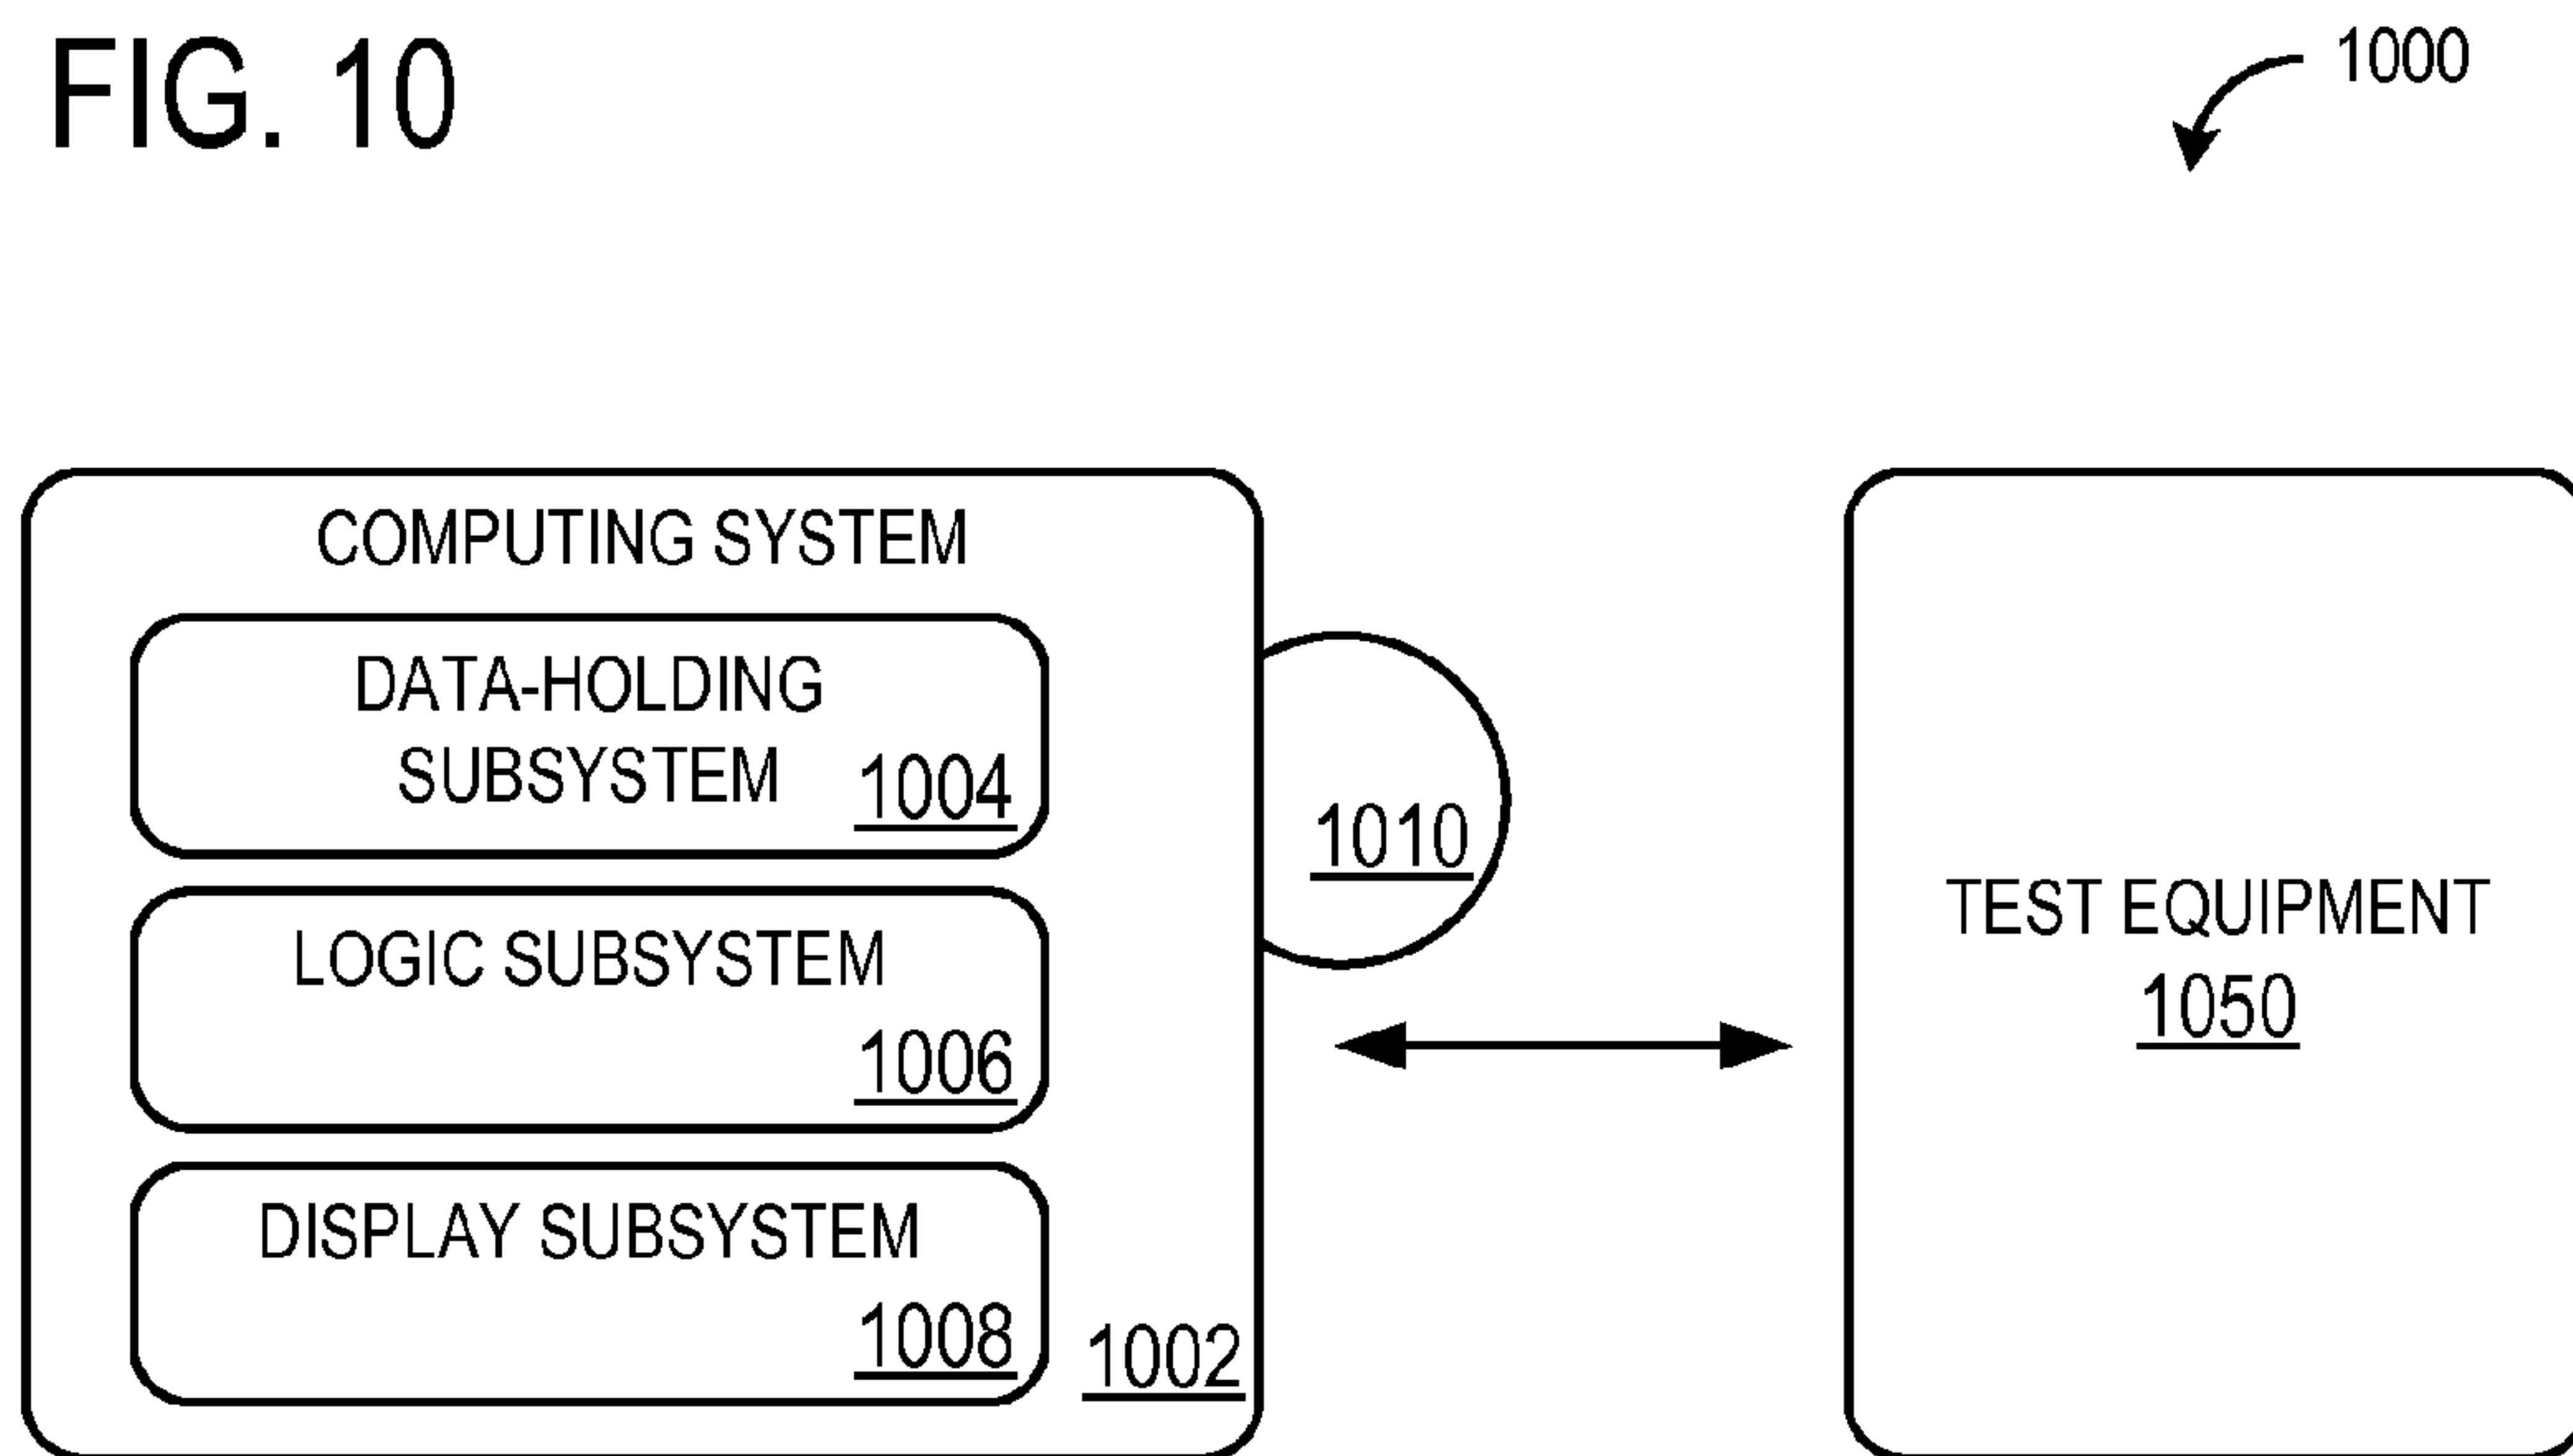 FIG. 10
1000
COMPUTING SYSTEM
DATA-HOLDING
SUBSYSTEM
1004
LOGIC SUBSYSTEM
1006
DISPLAY SUBSYSTEM
1008
1002
1010
TEST EQUIPMENT
1050